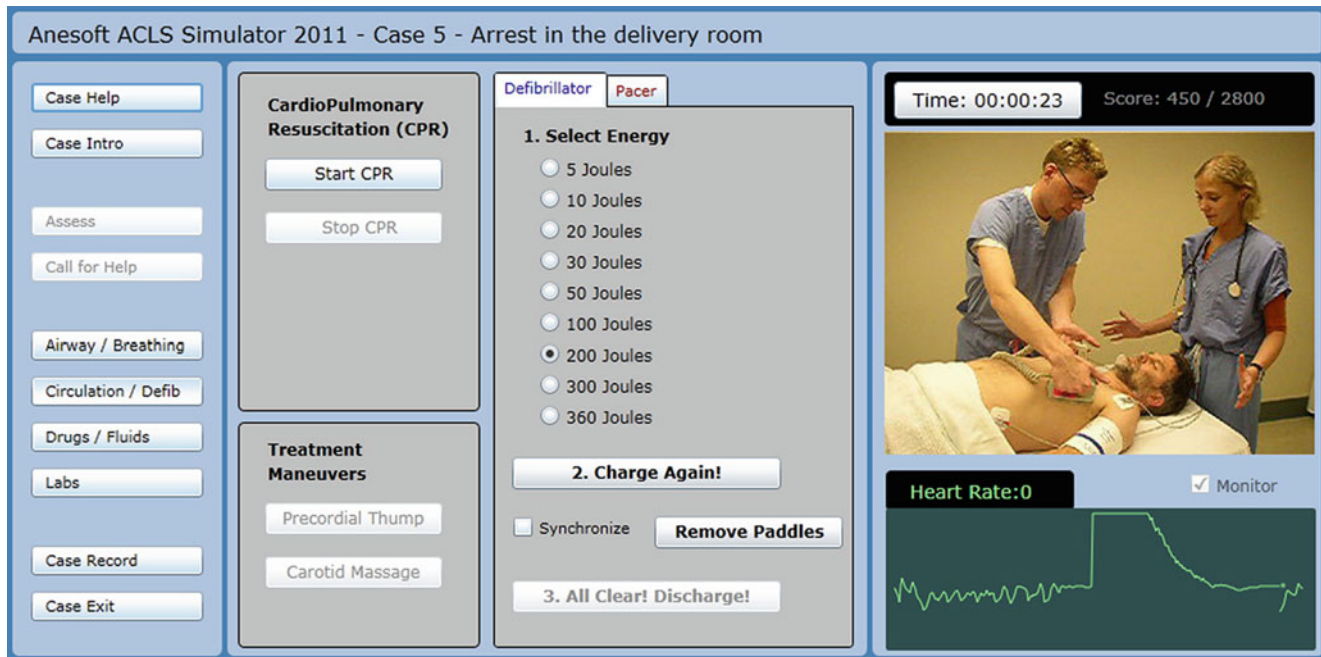 Anesoft ACLS Simulator 2011 - Case 5 - Arrest in the delivery room
Case Help
Case Intro
Assess
Call for Help
Airway / Breathing
Circulation / Defib
Drugs / Fluids
Labs
Case Record
Case Exit
CardioPulmonary
Resuscitation (CPR)
Start CPR
Stop CPR
Treatment
Maneuvers
Precordial Thump
Carotid Massage
Defibrillator
Pacer
1. Select Energy
5 Joules
10 Joules
20 Joules
30 Joules
50 Joules
100 Joules
200 Joules
300 Joules
360 Joules
2. Charge Again!
Synchronize
Remove Paddles
3. All Clear! Discharge!
Time: 00:00:23
Score: 450 / 2800
Heart Rate:0
Monitor